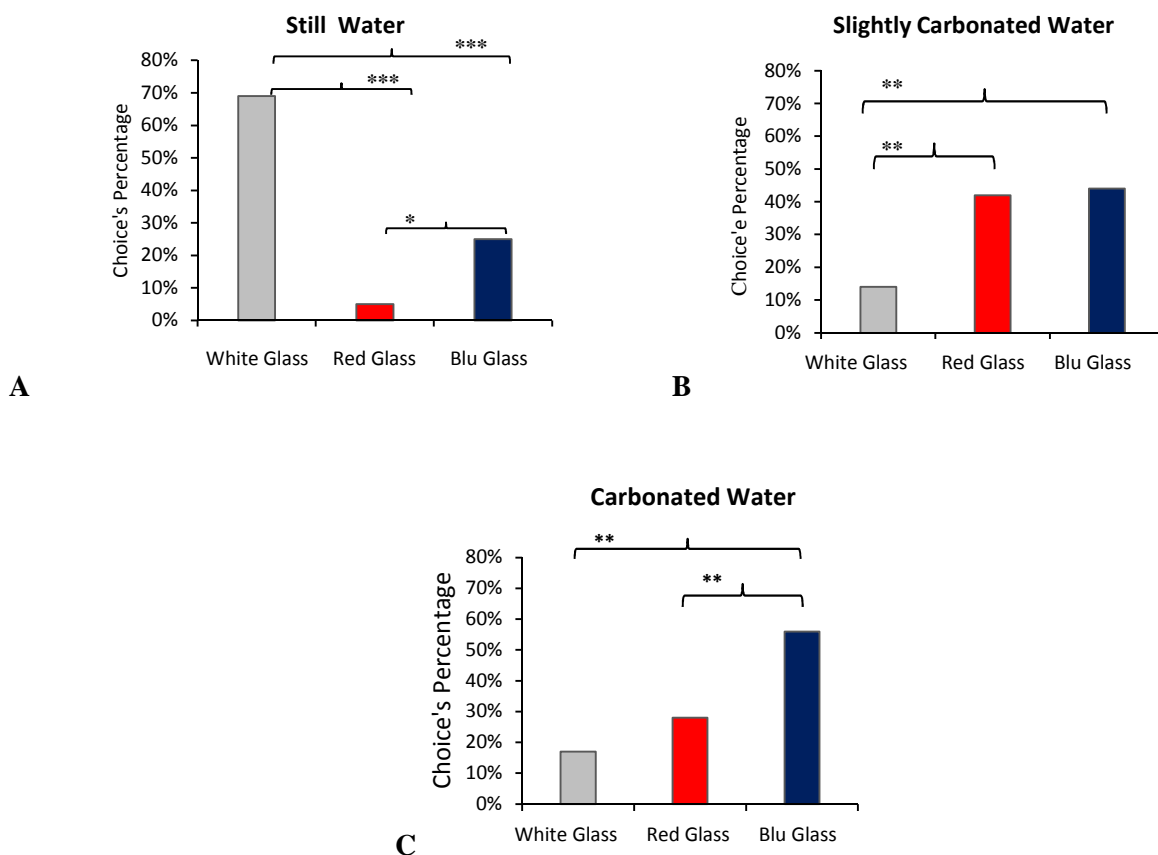 Still Water
***
***
*
80%
70%
60%
50%
40%
30%
20%
10%
0%
Choice's Percentage
White Glass Red Glass Blu Glass
A
Slightly Carbonated Water
**
**
80%
70%
60%
50%
40%
30%
20%
10%
0%
Choice'e Percentage
White Glass Red Glass Blu Glass
B
Carbonated Water
**
**
80%
70%
60%
50%
40%
30%
20%
10%
0%
Choice's Percentage
White Glass Red Glass Blu Glass
C